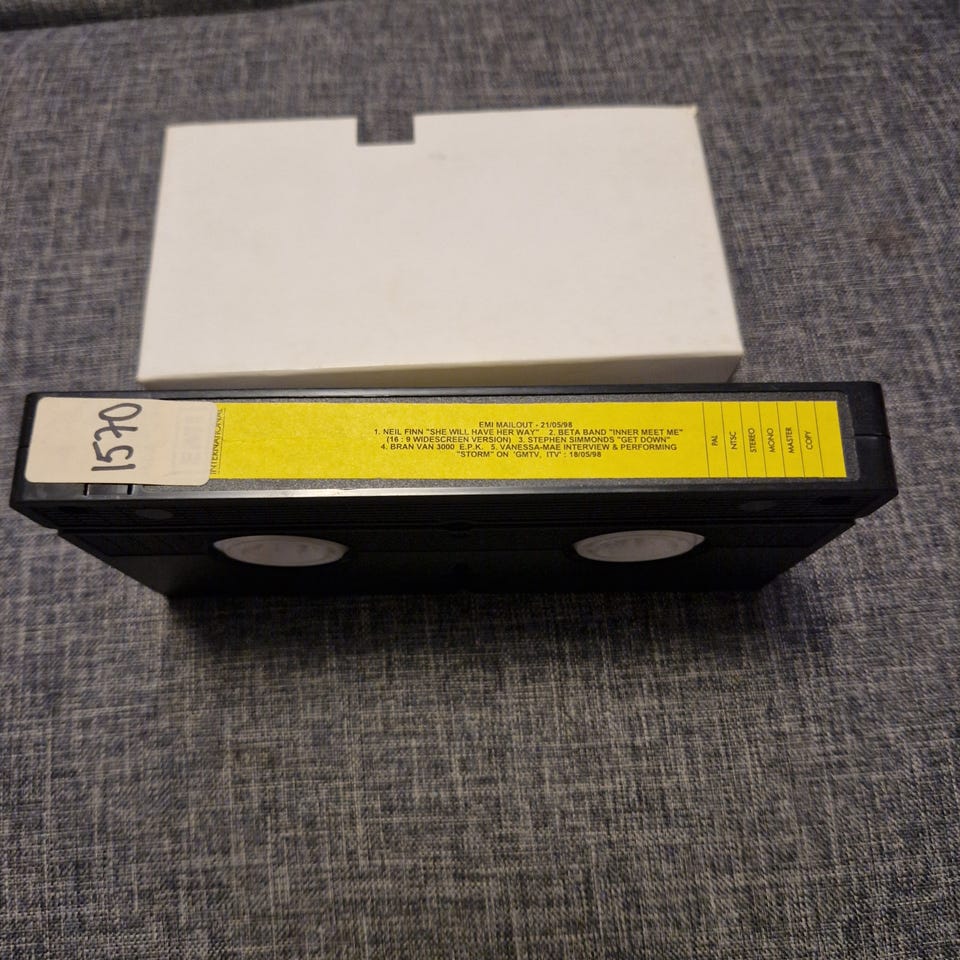 1570
INTERNATIONAL
EMI MAILOUT - 21/05/98
1. NEIL FINN "SHE WILL HAVE HER WAY" 2. BETA BAND "INNER MEET ME"
(16 : 9 WIDESCREEN VERSION) 3. STEPHEN SIMMONDS "GET DOWN"
4. BRAN VAN 3000 E.P.K. 5. VANESSA-MAE INTERVIEW & PERFORMING
"STORM" ON 'GMTV, ITV' : 18/05/98
PAL
NTSC
STEREO
MONO
MASTER
COPY